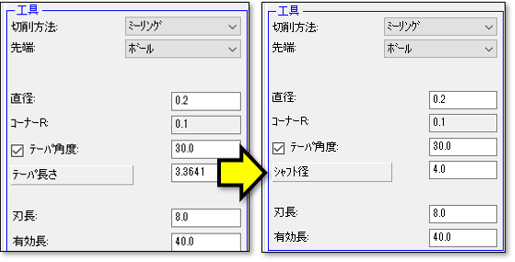 工具
切削方法: ミーリング
先端: ボール
直径: 0.2
コーナーR: 0.1
テーパ角度: 30.0
テーパ長さ 3.3641
刃長: 8.0
有効長: 40.0
工具
切削方法: ミーリング
先端: ボール
直径: 0.2
コーナーR: 0.1
テーパ角度: 30.0
シャフト径 4.0
刃長: 8.0
有効長: 40.0